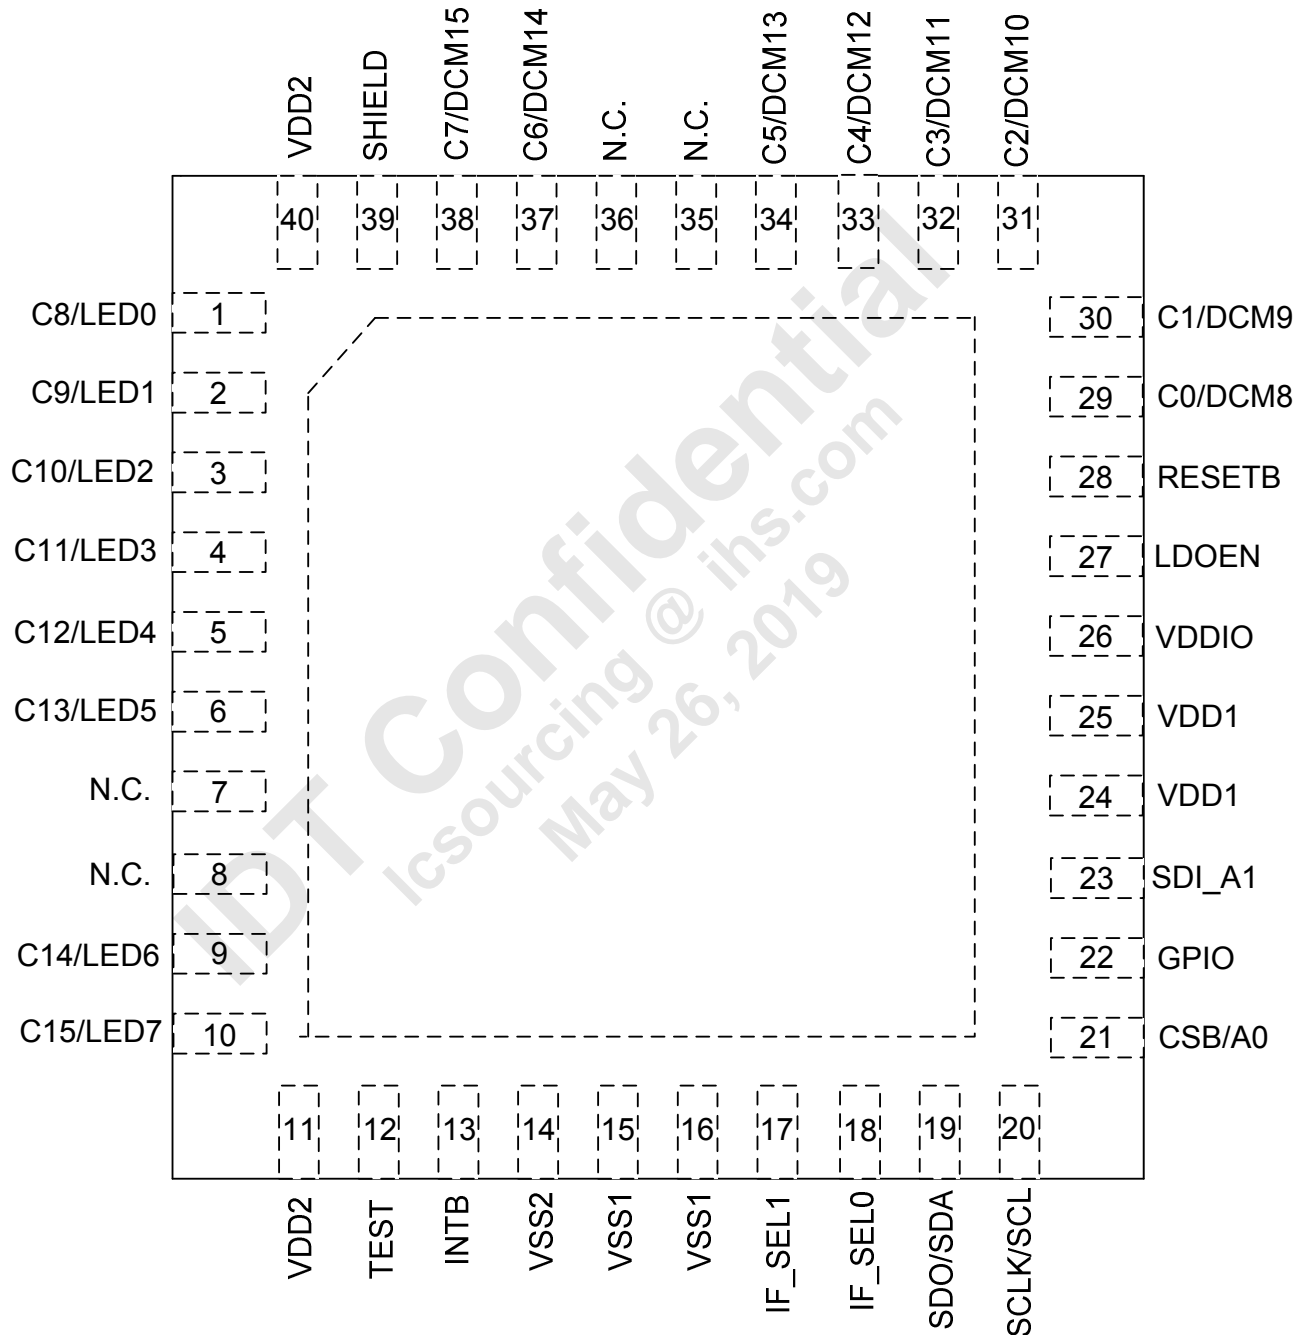 VDD2
SHIELD
C7/DCM15
C6/DCM14
N.C.
N.C.
C5/DCM13
C4/DCM12
C3/DCM11
C2/DCM10
40
39
38
37
36
35
34
33
32
31
C8/LED0
1
C9/LED1
2
C10/LED2
3
C11/LED3
4
C12/LED4
5
C13/LED5
6
N.C.
7
N.C.
8
C14/LED6
9
C15/LED7
10
30
C1/DCM9
29
C0/DCM8
28
RESETB
27
LDOEN
26
VDDIO
25
VDD1
24
VDD1
23
SDI_A1
22
GPIO
21
CSB/A0
IDT Confidential
Icsourcing @ ihs.com
May 26, 2019
11
12
13
14
15
16
17
18
19
20
VDD2
TEST
INTB
VSS2
VSS1
VSS1
IF_SEL1
IF_SEL0
SDO/SDA
SCLK/SCL